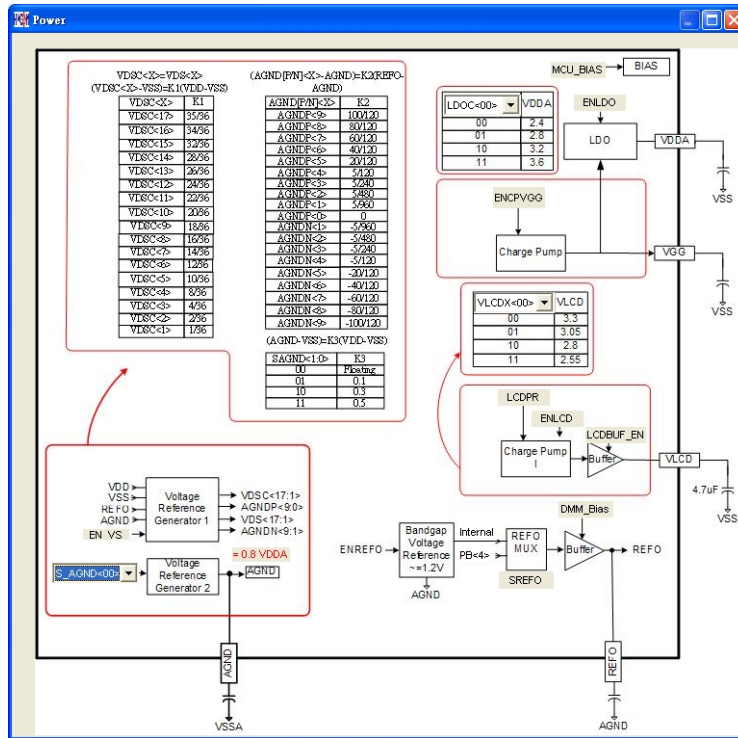 Power
VDSC<X>=VDS<X>
(VDSC<X>-VSS)=K1(VDD-VSS)
VDSC<X> K1
VDSC<17> 35/36
VDSC<16> 34/36
VDSC<15> 32/36
VDSC<14> 28/36
VDSC<13> 26/36
VDSC<12> 24/36
VDSC<11> 22/36
VDSC<10> 20/36
VDSC<9> 18/36
VDSC<8> 16/36
VDSC<7> 14/36
VDSC<6> 12/36
VDSC<5> 10/36
VDSC<4> 8/36
VDSC<3> 4/36
VDSC<2> 2/36
VDSC<1> 1/36
(AGND[P/N]<X>-AGND)=K2(REFO-
AGND)
AGND[P/N]<X> K2
AGNDP<9> 100/120
AGNDP<8> 80/120
AGNDP<7> 60/120
AGNDP<6> 40/120
AGNDP<5> 20/120
AGNDP<4> 5/120
AGNDP<3> 5/240
AGNDP<2> 5/480
AGNDP<1> 5/960
AGNDP<0> 0
AGNDN<1> -5/960
AGNDN<2> -5/480
AGNDN<3> -5/240
AGNDN<4> -5/120
AGNDN<5> -20/120
AGNDN<6> -40/120
AGNDN<7> -60/120
AGNDN<8> -80/120
AGNDN<9> -100/120
(AGND-VSS)=K3(VDD-VSS)
SAGND<1:0> K3
00 Floating
01 0.1
10 0.3
11 0.5
MCU_BIAS BIAS
LDOC<00> VDDA
00 2.4
01 2.8
10 3.2
11 3.6
ENLDO
LDO
VDDA
VSS
ENCPVGG
Charge Pump
VGG
VSS
VLCDX<00> VLCD
00 3.3
01 3.05
10 2.8
11 2.55
LCDPR
ENLCD
LCDBUF_EN
Charge Pump
I
Buffer
VLCD
4.7uF
VSS
VDD
VSS
REFO
AGND
EN_VS
Voltage
Reference
Generator 1
VDSC<17:1>
AGNDP<9:0>
VDS<17:1>
AGNDN<9:1>
= 0.8 VDDA
S_AGND<00>
Voltage
Reference
Generator 2
AGND
AGND
VSSA
ENREFO
Bandgap
Voltage
Reference
~=1.2V
AGND
Internal
PB<4>
REFO
MUX
SREFO
DMM_Bias
Buffer
REFO
REFO
AGND